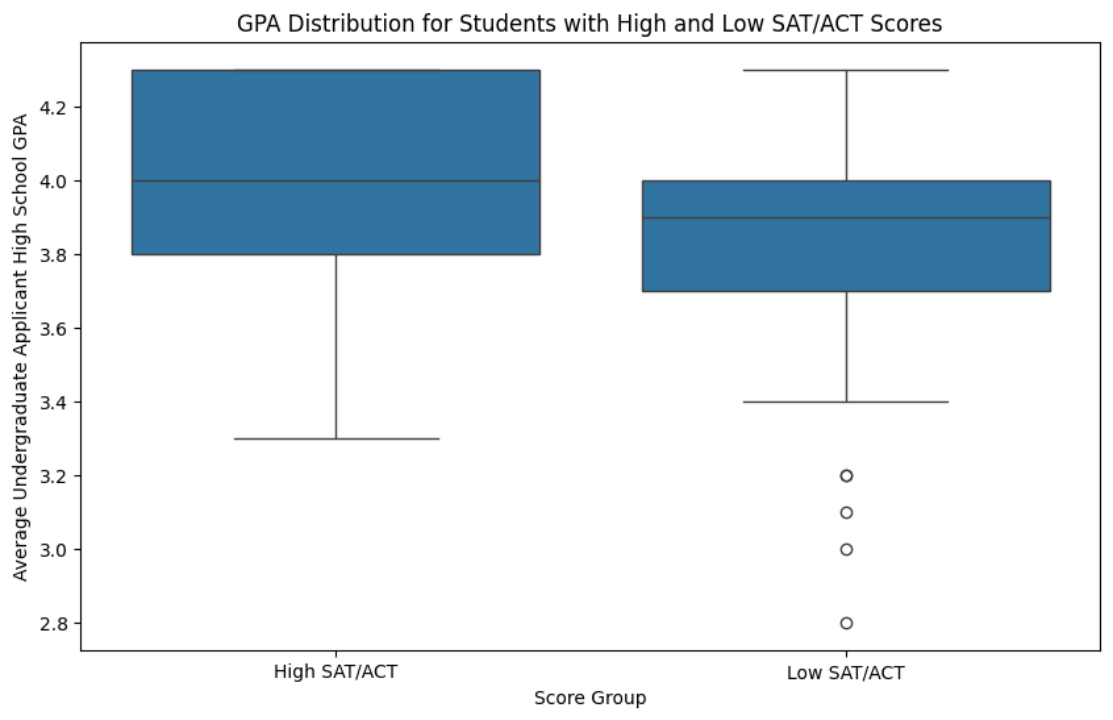 GPA Distribution for Students with High and Low SAT/ACT Scores
Average Undergraduate Applicant High School GPA
4.2
4.0
3.8
3.6
3.4
3.2
3.0
2.8
High SAT/ACT
Low SAT/ACT
Score Group